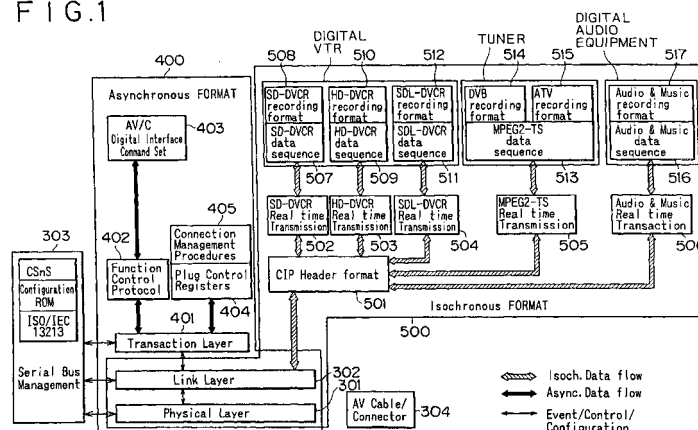 FIG.1
DIGITAL
VTR
TUNER
DIGITAL
AUDIO
EQUIPMENT
400
508
510
512
514
515
517
Asynchronous FORMAT
AV/C
Digital Interface
Command Set
403
SD-DVCR
recording
format
SD-DVCR
data
sequence
507
HD-DVCR
recording
format
HD-DVCR
data
sequence
509
SDL-DVCR
recording
format
SDL-DVCR
data
sequence
511
DVB
recording
format
ATV
recording
format
MPEG2-TS
data
sequence
513
Audio & Music
recording
format
Audio & Music
data
sequence
516
405
Connection
Management
Procedures
Plug Control
Registers
404
402
Function
Control
Protocol
303
CSnS
Configuration
ROM
ISO/IEC
13213
Serial Bus
Management
SD-DVCR
Real time
Transmission
502
HD-DVCR
Real time
Transmission
503
SDL-DVCR
Real time
Transmission
504
MPEG2-TS
Real time
Transmission
505
Audio & Music
Real time
Transaction
506
CIP Header format
501
Isochronous FORMAT
500
401
Transaction Layer
Link Layer
302
301
Physical Layer
AV Cable/
Connector
304
Isoch. Data flow
Async. Data flow
Event/Control/
Configuration